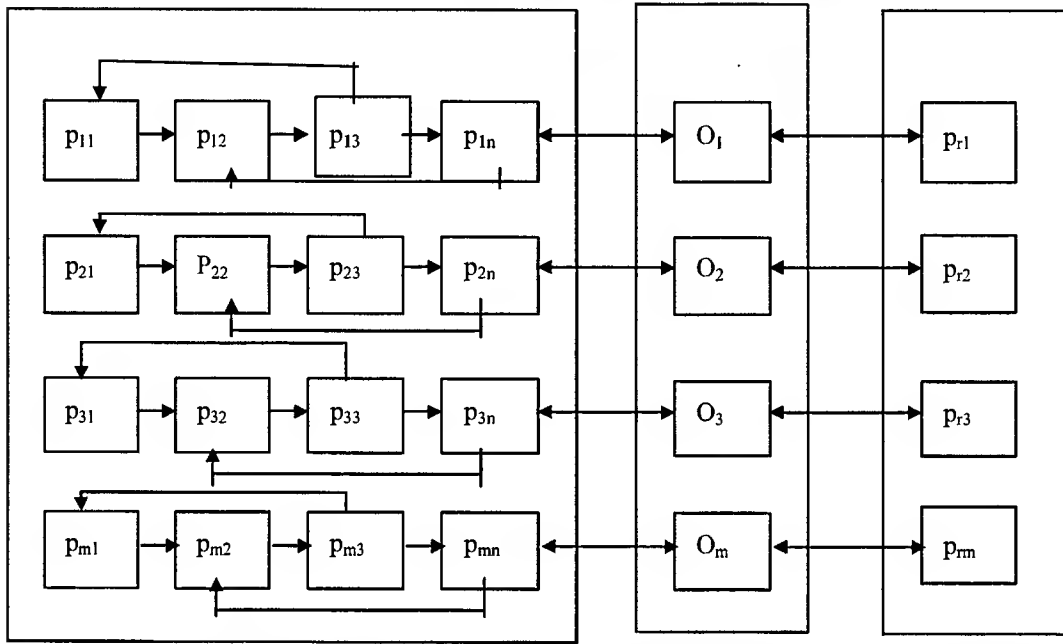 p₁₁ p₁₂ p₁₃ p₁ₙ O₁ pᵣ₁
p₂₁ P₂₂ p₂₃ p₂ₙ O₂ pᵣ₂
p₃₁ p₃₂ p₃₃ p₃ₙ O₃ pᵣ₃
pₘ₁ pₘ₂ pₘ₃ pₘₙ Oₘ pᵣₘ